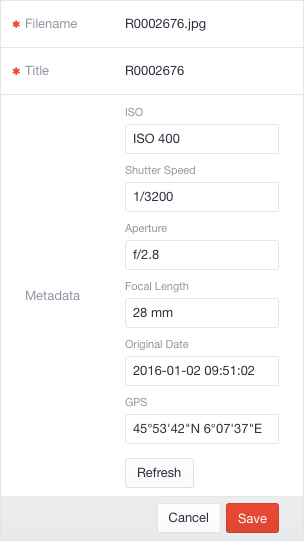 * Filename R0002676.jpg
* Title R0002676
Metadata
ISO
ISO 400
Shutter Speed
1/3200
Aperture
f/2.8
Focal Length
28 mm
Original Date
2016-01-02 09:51:02
GPS
45°53'42"N 6°07'37"E
Refresh
Cancel Save